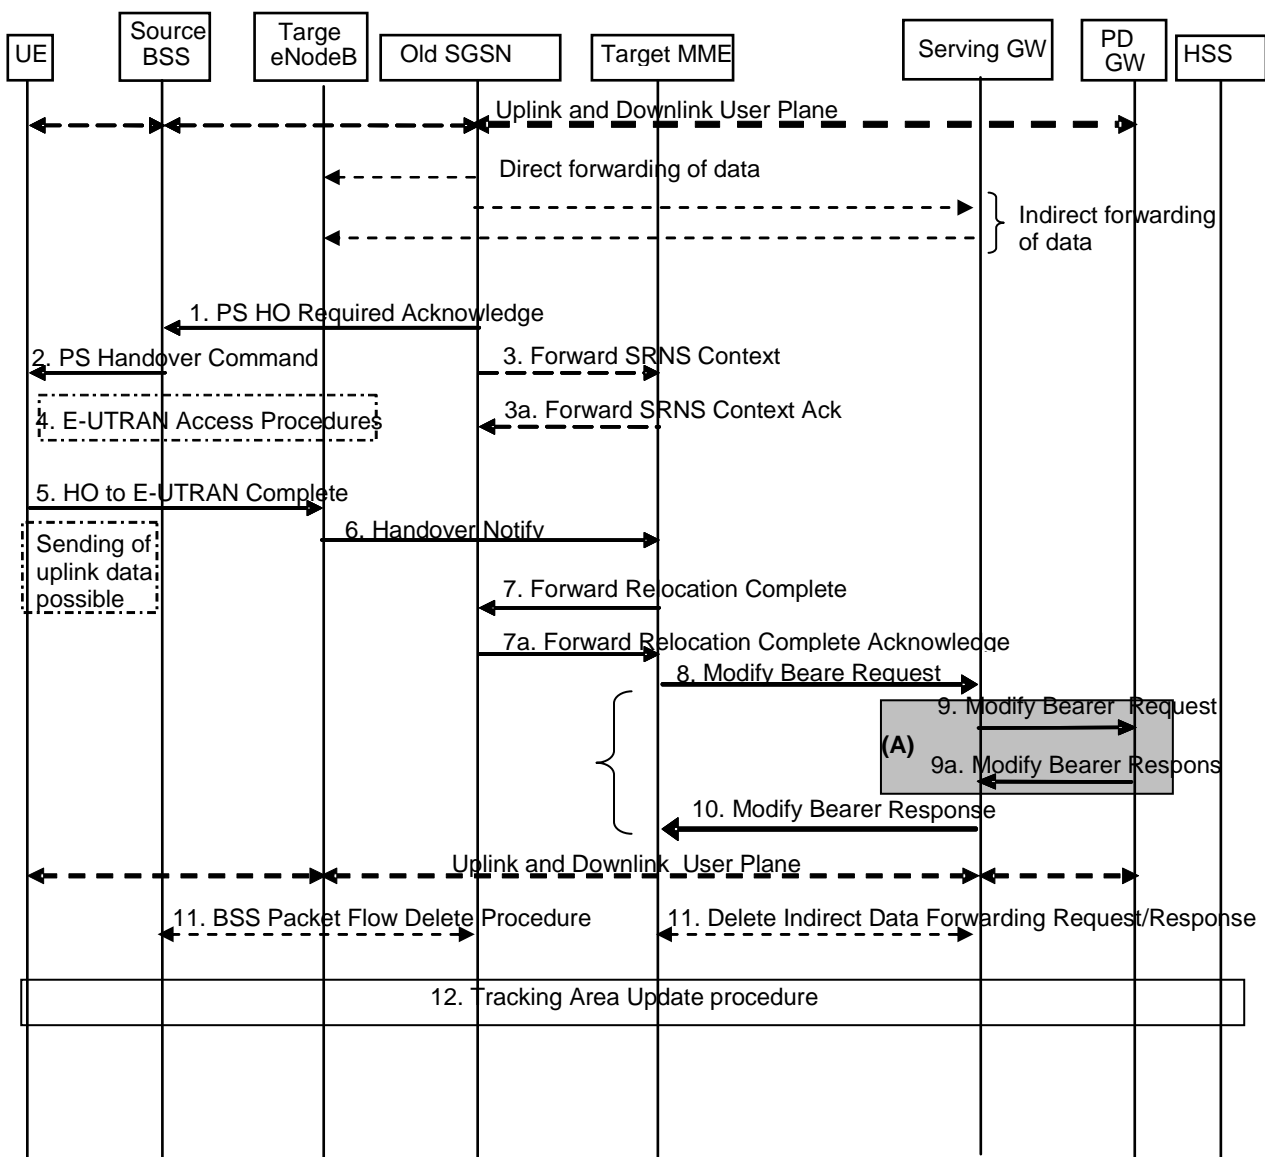 UE
Source
BSS
Targe
eNodeB
Old SGSN
Target MME
Serving GW
PD
GW
HSS
Uplink and Downlink User Plane
Direct forwarding of data
Indirect forwarding
of data
1. PS HO Required Acknowledge
2. PS Handover Command
3. Forward SRNS Context
4. E-UTRAN Access Procedures
3a. Forward SRNS Context Ack
5. HO to E-UTRAN Complete
6. Handover Notify
Sending of
uplink data
possible
7. Forward Relocation Complete
7a. Forward Relocation Complete Acknowledge
8. Modify Beare Request
9. Modify Bearer Request
(A)
9a. Modify Bearer Respons
10. Modify Bearer Response
Uplink and Downlink User Plane
11. BSS Packet Flow Delete Procedure
11. Delete Indirect Data Forwarding Request/Response
12. Tracking Area Update procedure